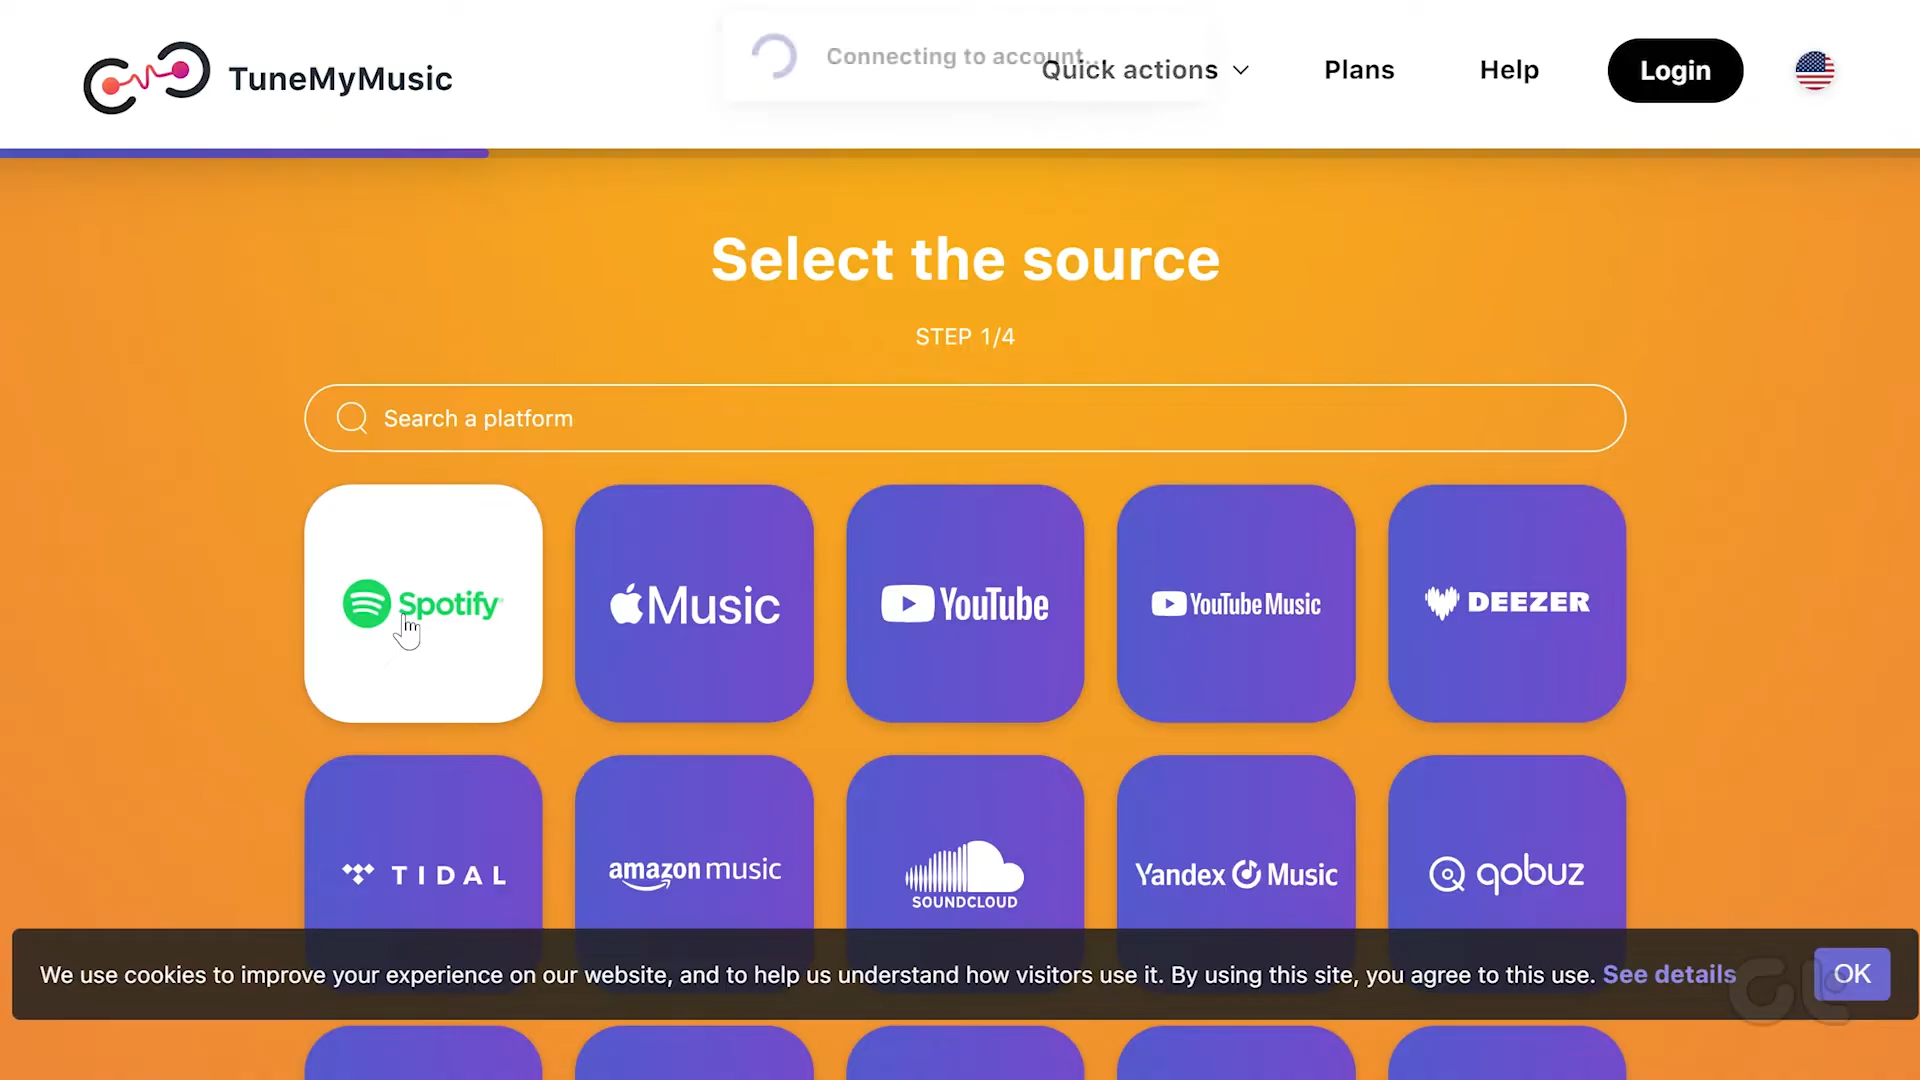 TuneMyMusic
Connecting to account...
Quick actions
Plans
Help
Login
Select the source
STEP 1/4
Search a platform
Spotify
Music
YouTube
YouTube Music
DEEZER
TIDAL
amazon music
SOUNDCLOUD
Yandex Music
qobuz
We use cookies to improve your experience on our website, and to help us understand how visitors use it. By using this site, you agree to this use. See details
OK